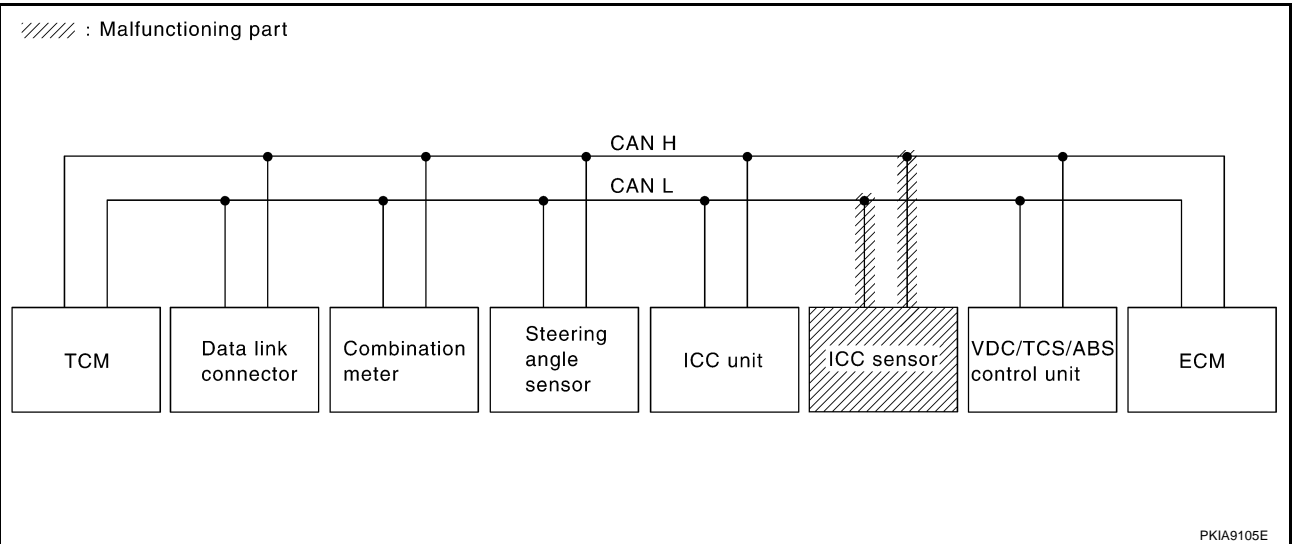 : Malfunctioning part
CAN H
CAN L
TCM
Data link
connector
Combination
meter
Steering
angle
sensor
ICC unit
ICC sensor
VDC/TCS/ABS
control unit
ECM
PKIA9105E